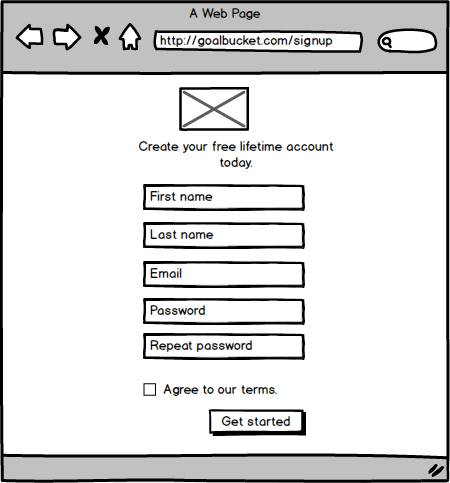 A Web Page
http://goalbucket.com/signup
Create your free lifetime account
today.
First name
Last name
Email
Password
Repeat password
Agree to our terms.
Get started